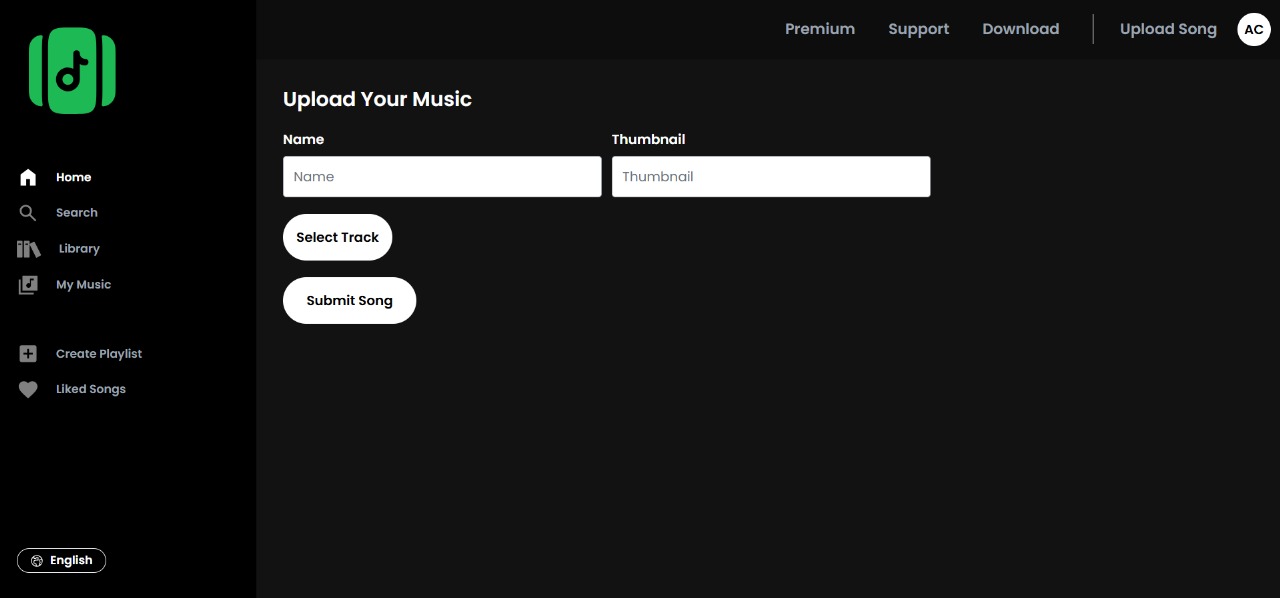 Premium Support Download Upload Song AC
Home
Search
Library
My Music
Create Playlist
Liked Songs
English
Upload Your Music
Name Thumbnail
Name Thumbnail
Select Track
Submit Song